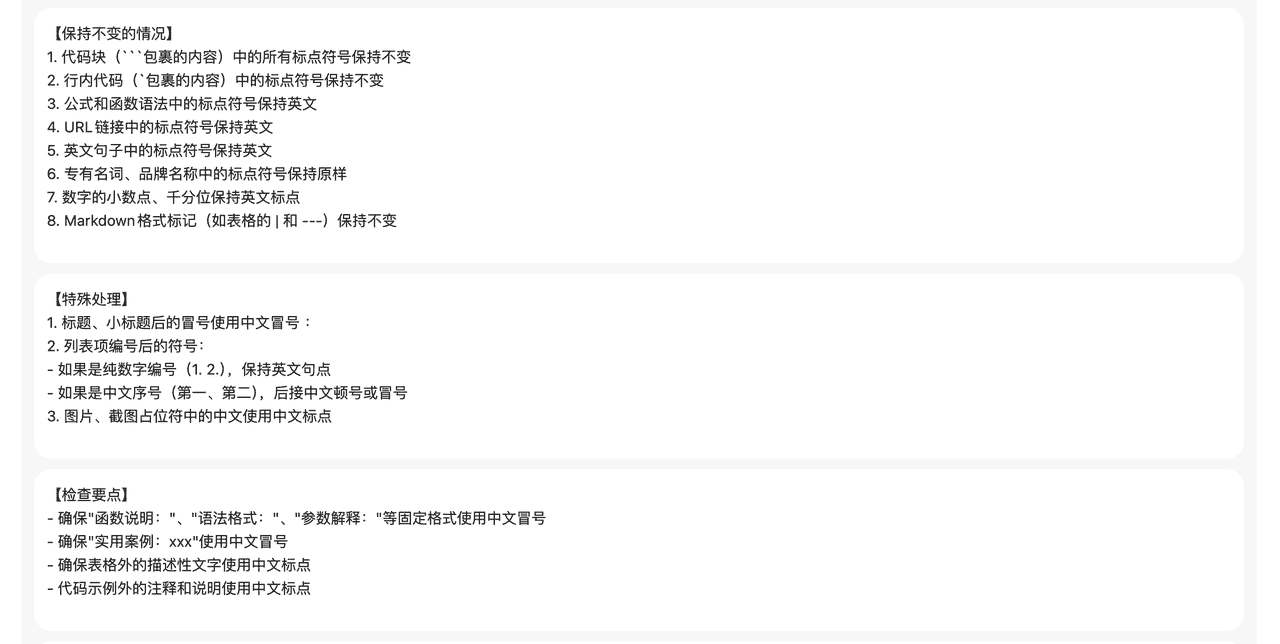 【保持不变的情况】
1. 代码块（```包裹的内容）中的所有标点符号保持不变
2. 行内代码（`包裹的内容）中的标点符号保持不变
3. 公式和函数语法中的标点符号保持英文
4. URL链接中的标点符号保持英文
5. 英文句子中的标点符号保持英文
6. 专有名词、品牌名称中的标点符号保持原样
7. 数字的小数点、千分位保持英文标点
8. Markdown格式标记（如表格的 | 和 ---）保持不变
【特殊处理】
1. 标题、小标题后的冒号使用中文冒号：
2. 列表项编号后的符号：
- 如果是纯数字编号（1. 2.），保持英文句点
- 如果是中文序号（第一、第二），后接中文顿号或冒号
3. 图片、截图占位符中的中文使用中文标点
【检查要点】
- 确保"函数说明："、"语法格式："、"参数解释："等固定格式使用中文冒号
- 确保"实用案例：xxx"使用中文冒号
- 确保表格外的描述性文字使用中文标点
- 代码示例外的注释和说明使用中文标点